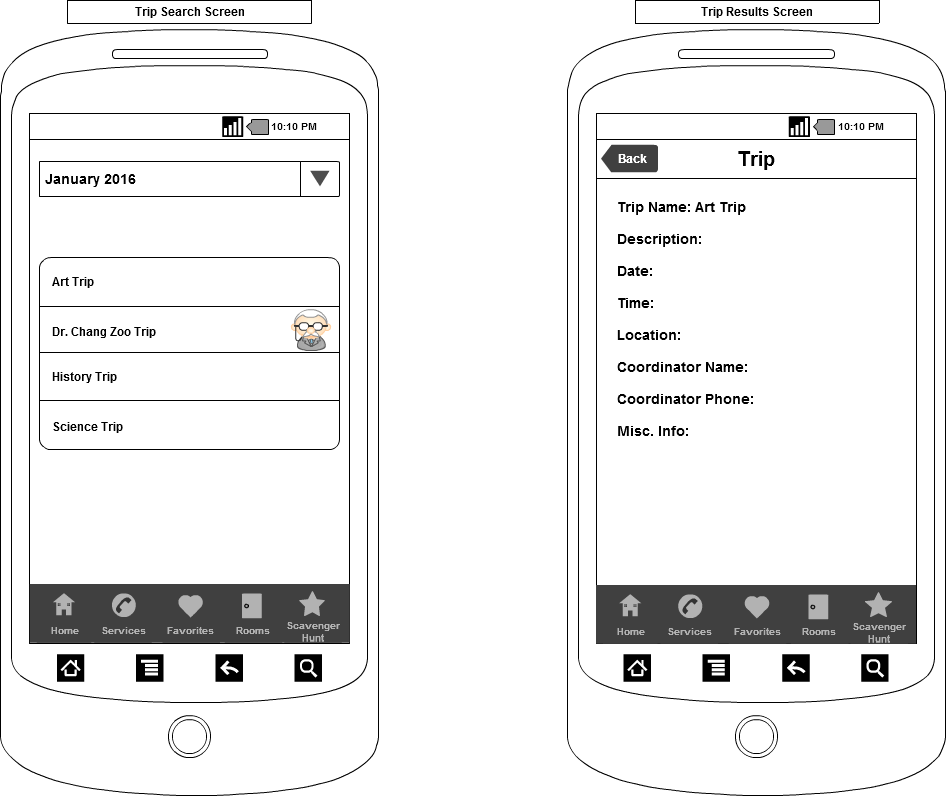 Trip Search Screen
10:10 PM
January 2016
Art Trip
Dr. Chang Zoo Trip
History Trip
Science Trip
Home
Services
Favorites
Rooms
Scavenger
Hunt
Trip Results Screen
10:10 PM
Back
Trip
Trip Name: Art Trip
Description:
Date:
Time:
Location:
Coordinator Name:
Coordinator Phone:
Misc. Info:
Home
Services
Favorites
Rooms
Scavenger
Hunt